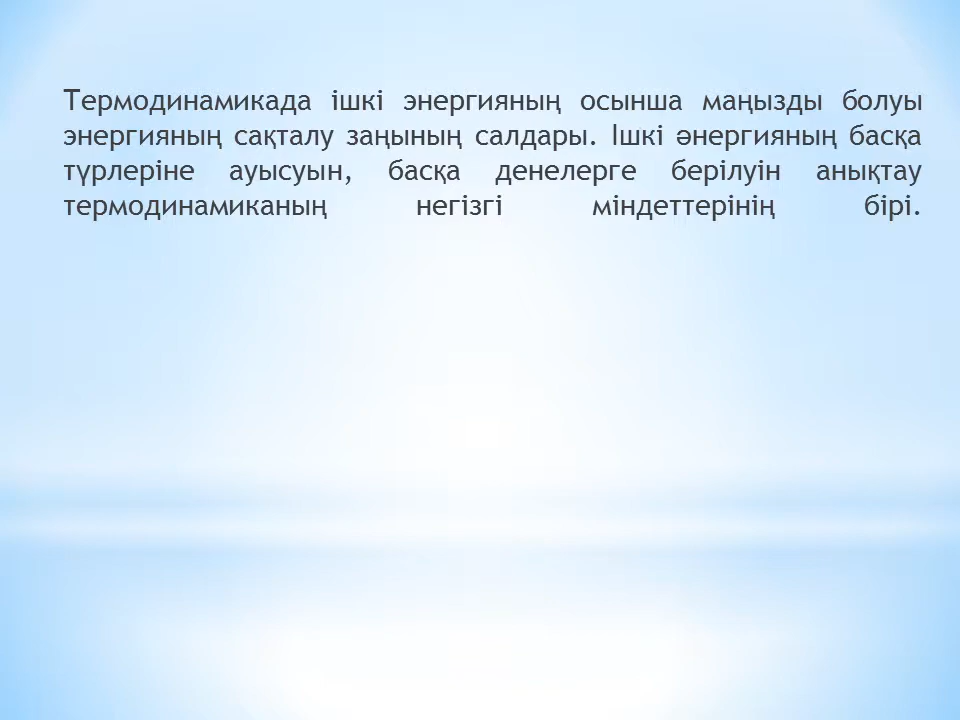 Термодинамикада ішкі энергияның осынша маңызды болуы
энергияның сақталу заңының салдары. Ішкі әнергияның басқа
түрлеріне ауысуын, басқа денелерге берілуін анықтау
термодинамиканың негізгі міндеттерінің бірі.